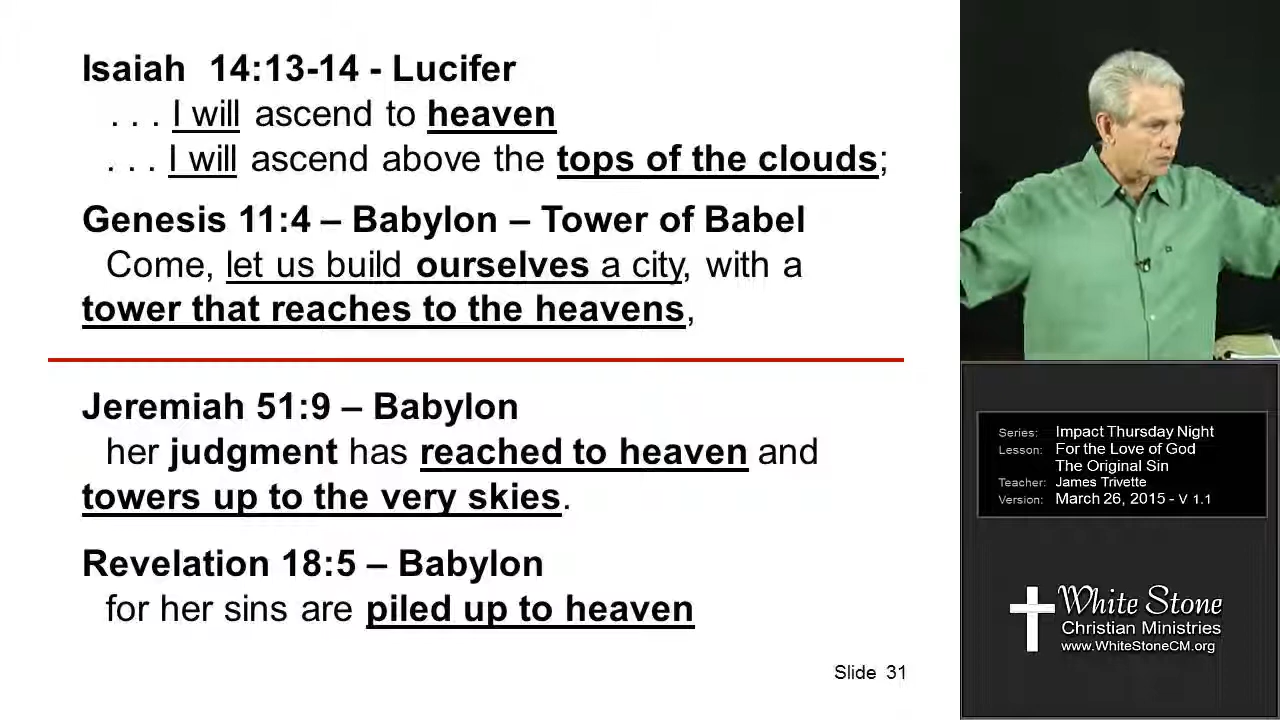 Isaiah 14:13-14 - Lucifer
. . . I will ascend to heaven
. . . I will ascend above the tops of the clouds;
Genesis 11:4 – Babylon – Tower of Babel
Come, let us build ourselves a city, with a
tower that reaches to the heavens,
Jeremiah 51:9 – Babylon
her judgment has reached to heaven and
towers up to the very skies.
Revelation 18:5 – Babylon
for her sins are piled up to heaven
Slide 31
Series: Impact Thursday Night
Lesson: For the Love of God
The Original Sin
Teacher: James Trivette
Version: March 26, 2015 - V 1.1
White Stone
Christian Ministries
www.WhiteStoneCM.org